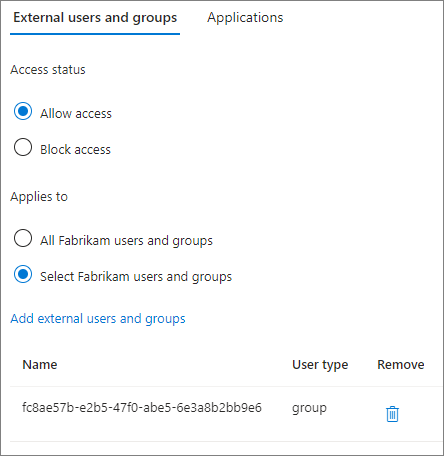 External users and groups Applications
Access status
Allow access
Block access
Applies to
All Fabrikam users and groups
Select Fabrikam users and groups
Add external users and groups
Name User type Remove
fc8ae57b-e2b5-47f0-abe5-6e3a8b2bb9e6 group